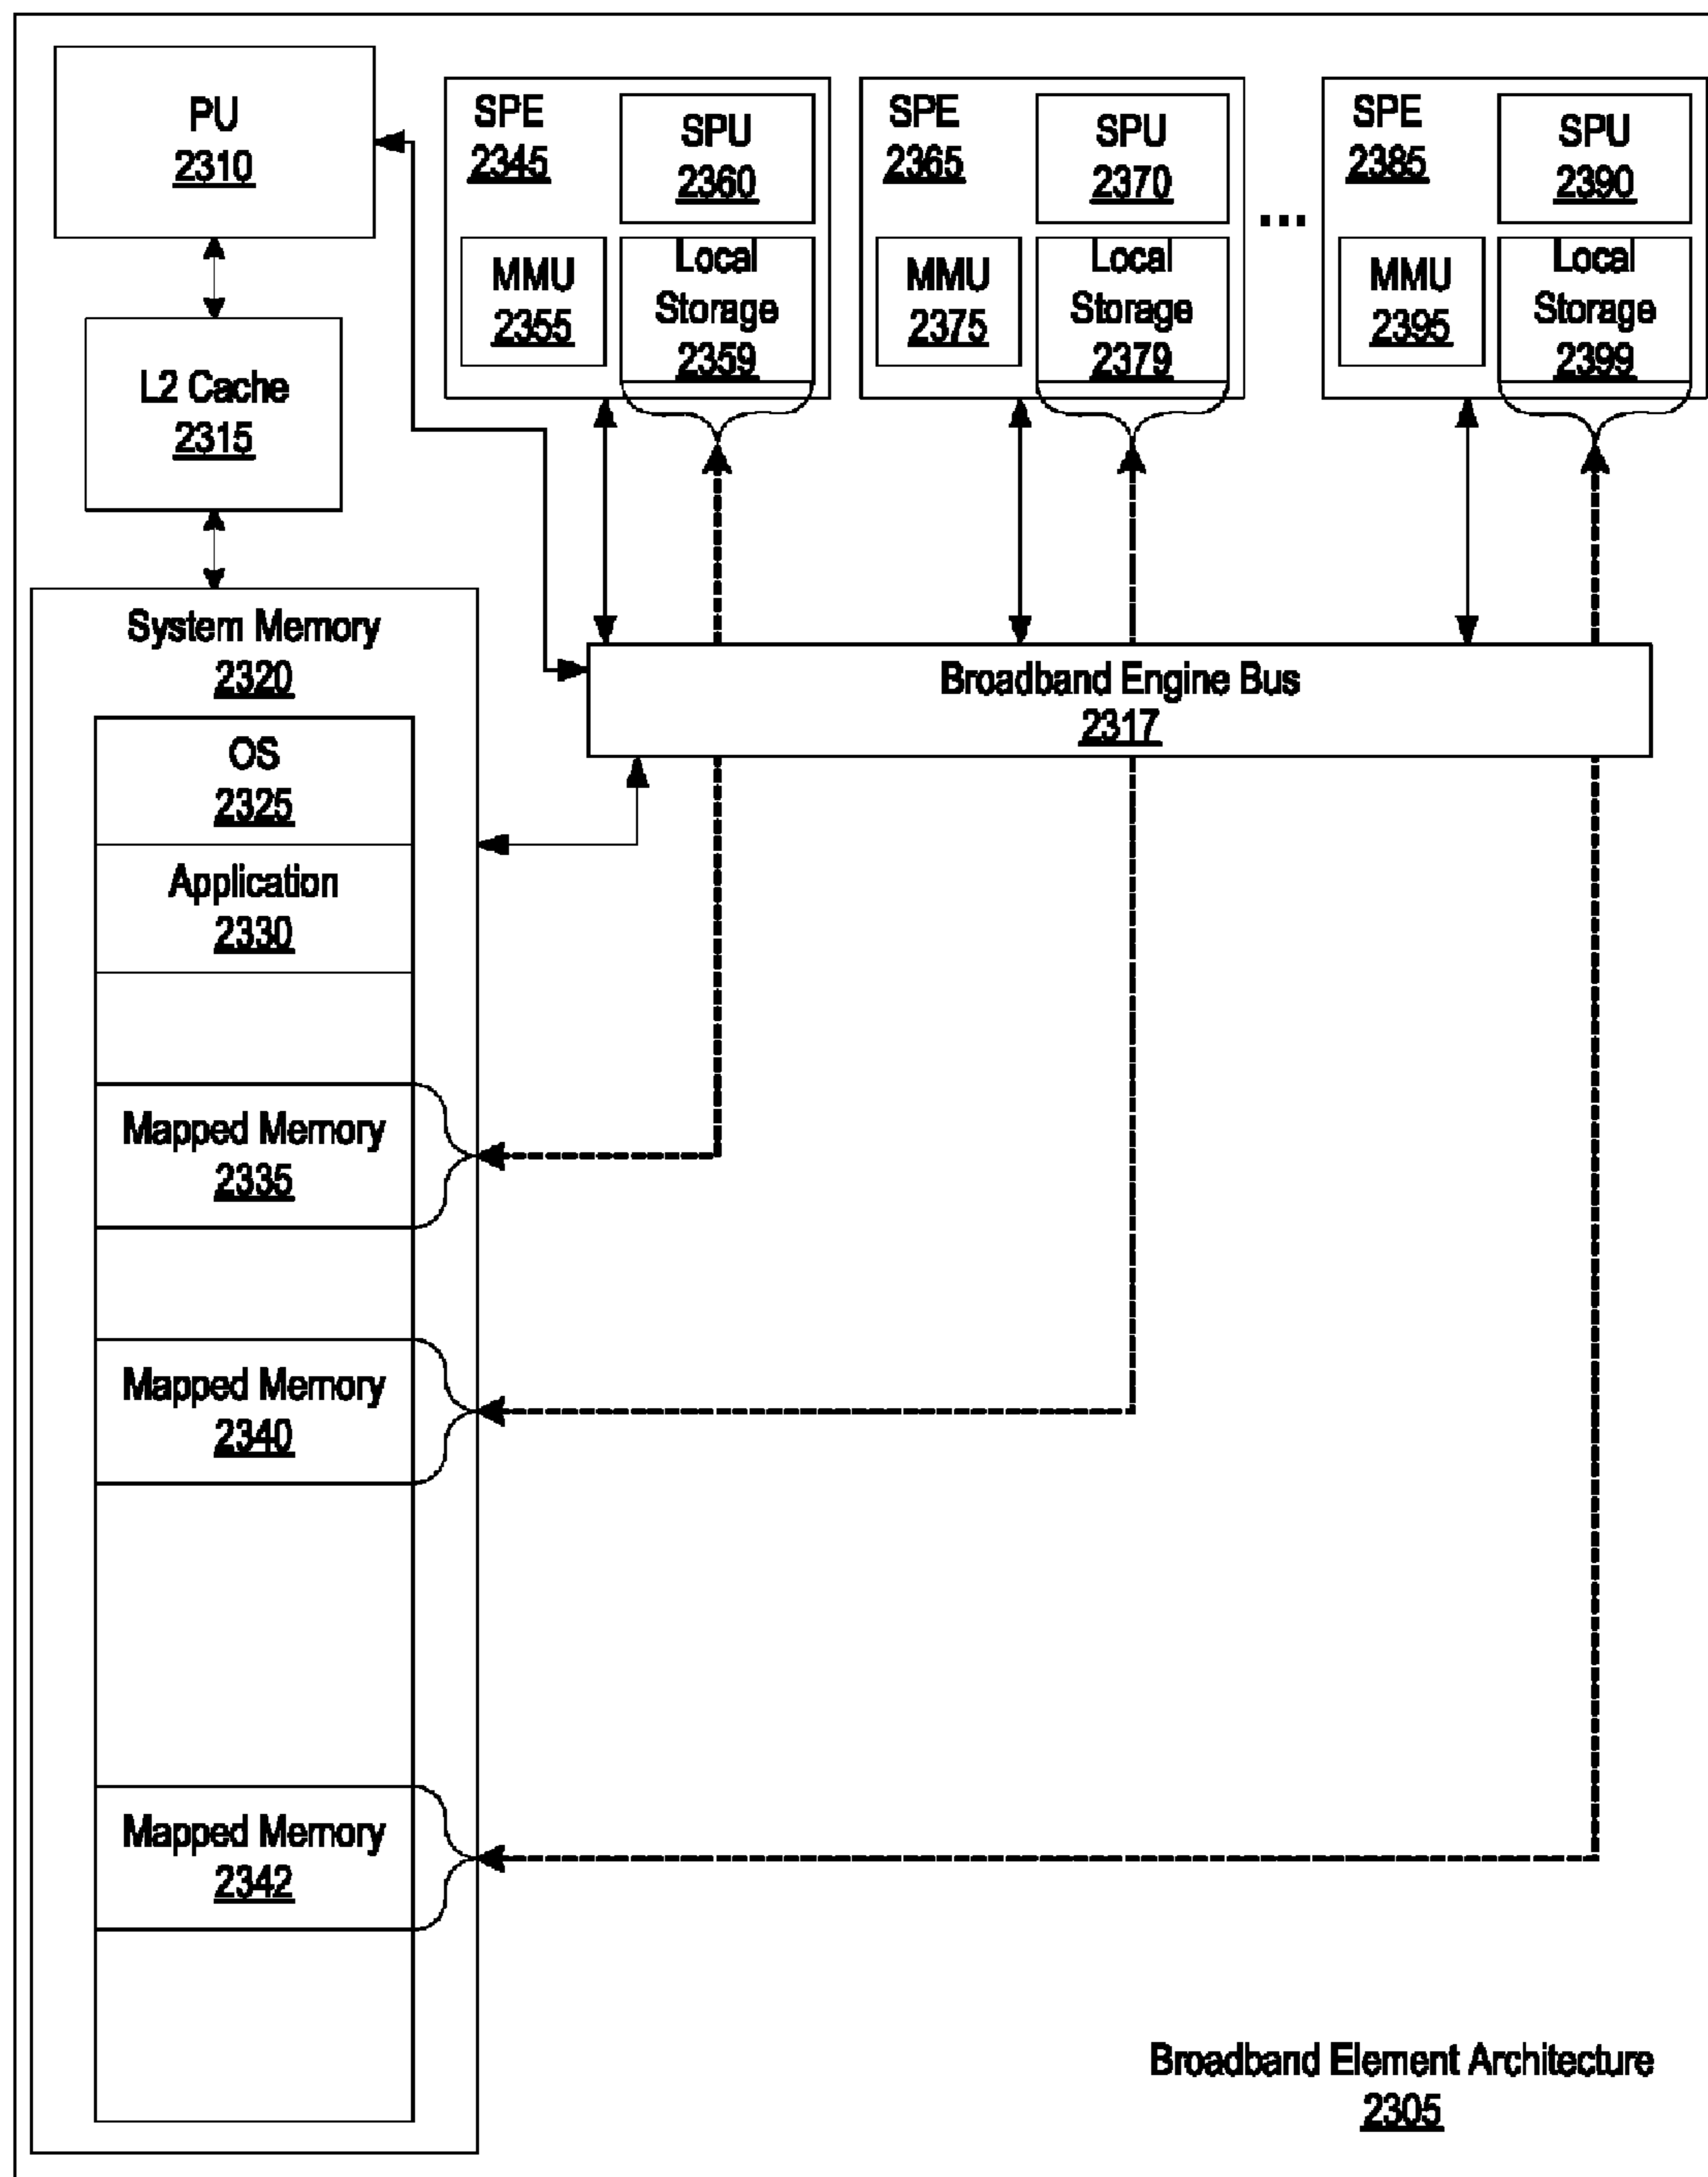 PU
2310
L2 Cache
2315
SPE
2345
SPU
2360
MMU
2355
Local
Storage
2359
SPE
2365
SPU
2370
MMU
2375
Local
Storage
2379
...
SPE
2385
SPU
2390
MMU
2395
Local
Storage
2399
Broadband Engine Bus
2317
System Memory
2320
OS
2325
Application
2330
Mapped Memory
2335
Mapped Memory
2340
Mapped Memory
2342
Broadband Element Architecture
2305